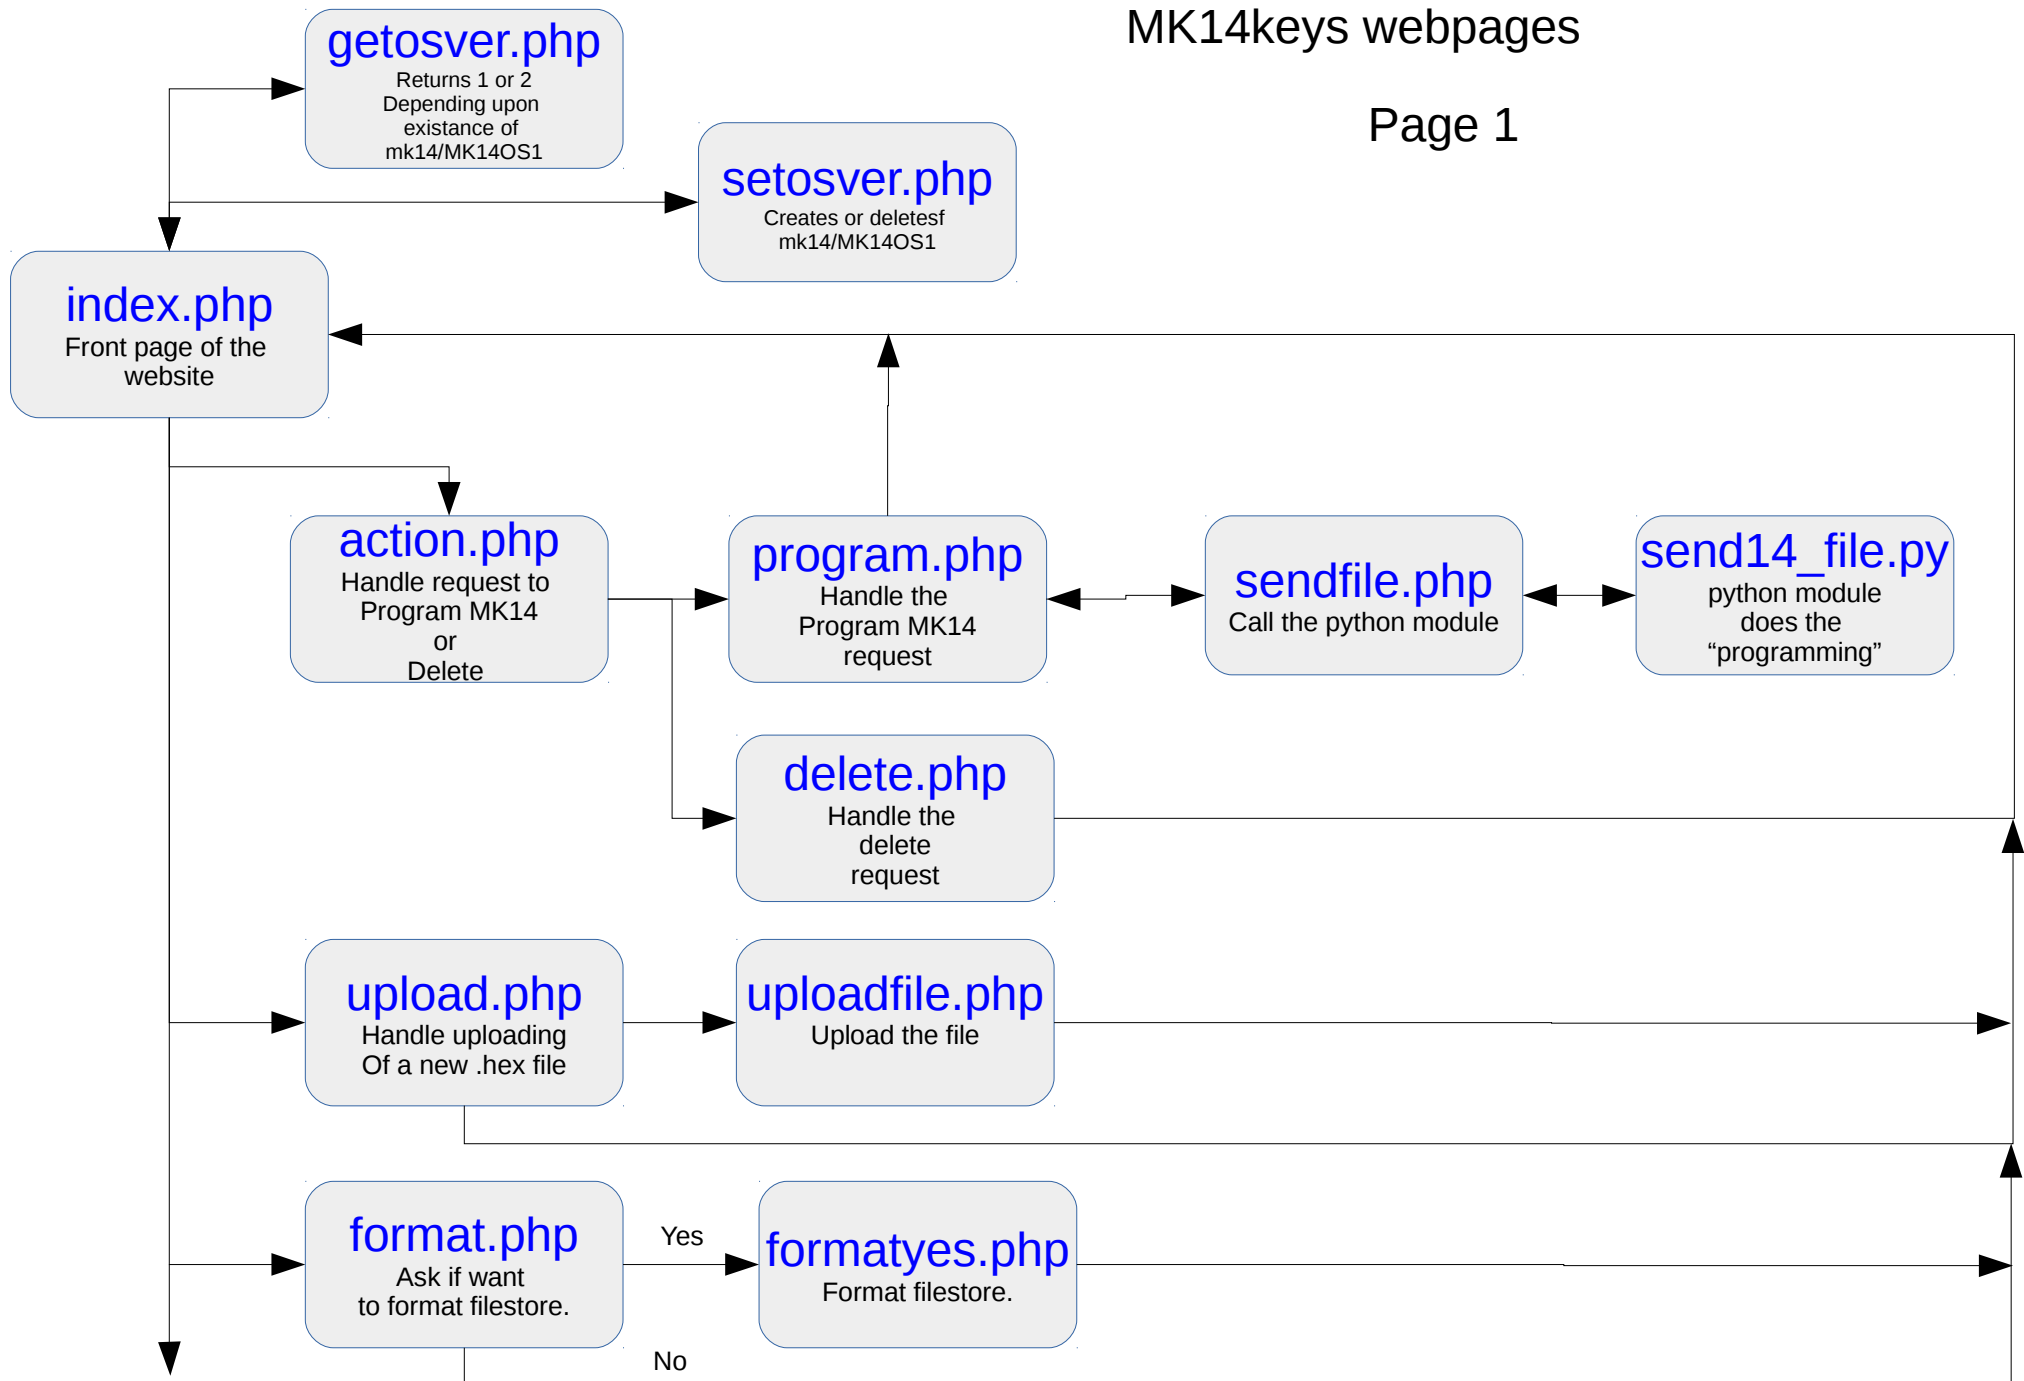 MK14keys webpages
Page 1
getosver.php
Returns 1 or 2
Depending upon
existance of
mk14/MK14OS1
setosver.php
Creates or deletesf
mk14/MK14OS1
index.php
Front page of the
website
action.php
Handle request to
Program MK14
or
Delete
program.php
Handle the
Program MK14
request
sendfile.php
Call the python module
send14_file.py
python module
does the
“programming”
delete.php
Handle the
delete
request
upload.php
Handle uploading
Of a new .hex file
uploadfile.php
Upload the file
format.php
Ask if want
to format filestore.
Yes
formatyes.php
Format filestore.
No